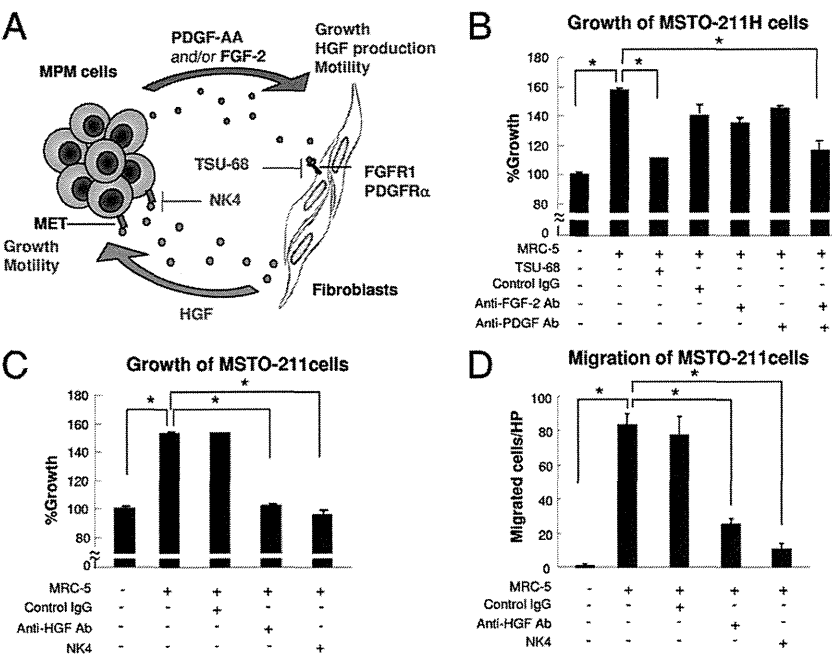 A
PDGF-AA
and/or FGF-2
Growth
HGF production
Motility
MPM cells
TSU-68
FGFR1
PDGFRα
NK4
MET
Growth
Motility
HGF
Fibroblasts
B
Growth of MSTO-211H cells
* * *
%Growth
180
160
140
120
100
80
0
MRC-5 - + + + + + +
TSU-68 - - + - - - -
Control IgG - - - + - - -
Anti-FGF-2 Ab - - - - + - +
Anti-PDGF Ab - - - - - + +
C
Growth of MSTO-211cells
* * *
%Growth
180
160
140
120
100
80
0
MRC-5 - + + + +
Control IgG - - + - -
Anti-HGF Ab - - - + -
NK4 - - - - +
D
Migration of MSTO-211cells
* * *
Migrated cells/HP
100
80
60
40
20
0
MRC-5 - + + + +
Control IgG - - + - -
Anti-HGF Ab - - - + -
NK4 - - - - +